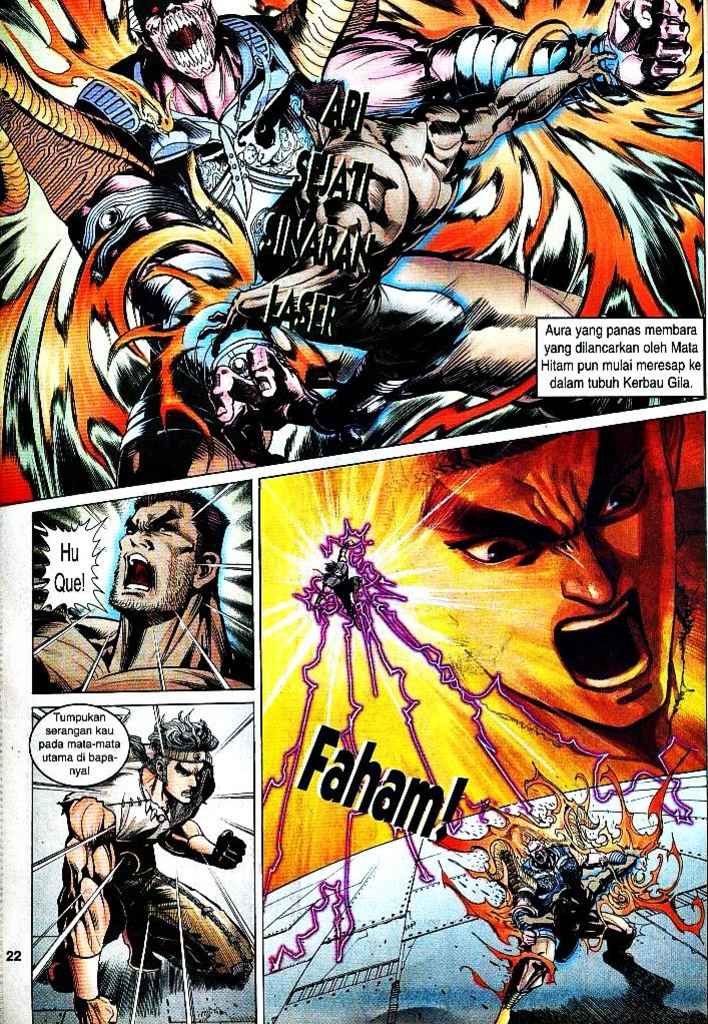 API
SEJATI
SINARAN
LASER
Aura yang panas membara
yang dilancarkan oleh Mata
Hitam pun mulai meresap ke
dalam tubuh Kerbau Gila.
Hu
Que!
Tumpukan
serangan kau
pada mata-mata
utama di bapa-
nya!
Faham!
22